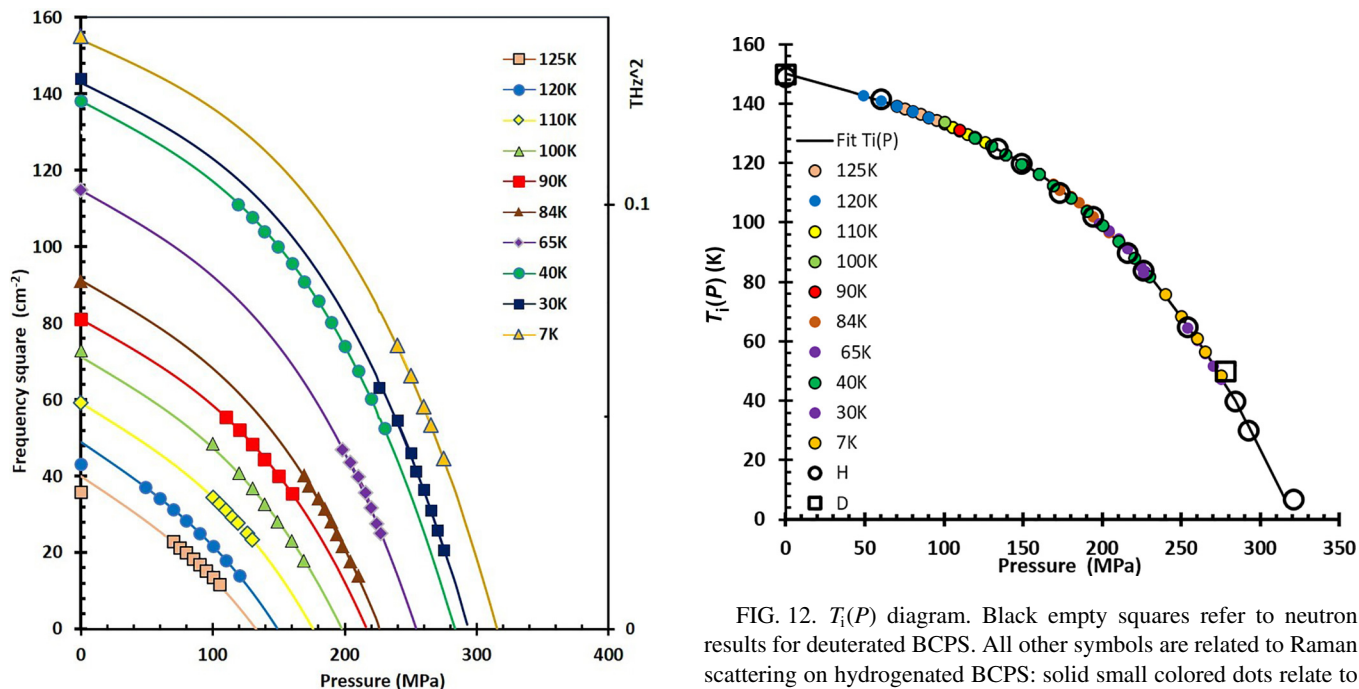 160
140
120
100
80
60
40
20
0
Frequency square (cm-2)
0
100
200
300
400
Pressure (MPa)
THz^2
0.1
0
125K
120K
110K
100K
90K
84K
65K
40K
30K
7K
160
140
120
100
80
60
40
20
0
Ti(P) (K)
0
50
100
150
200
250
300
350
Pressure (MPa)
Fit Ti(P)
125K
120K
110K
100K
90K
84K
65K
40K
30K
7K
H
D
FIG. 12. Ti(P) diagram. Black empty squares refer to neutron
results for deuterated BCPS. All other symbols are related to Raman
scattering on hydrogenated BCPS: solid small colored dots relate to